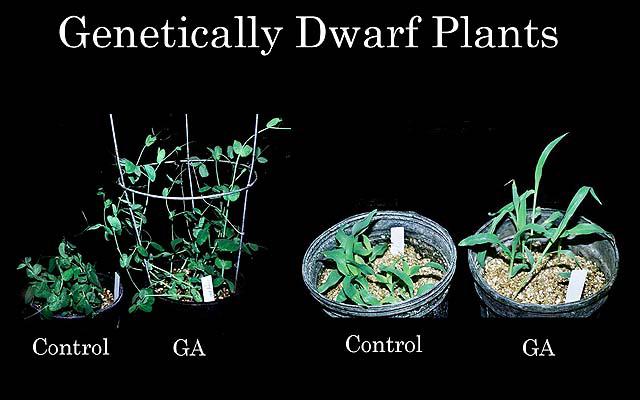 Genetically Dwarf Plants
Control
GA
Control
GA